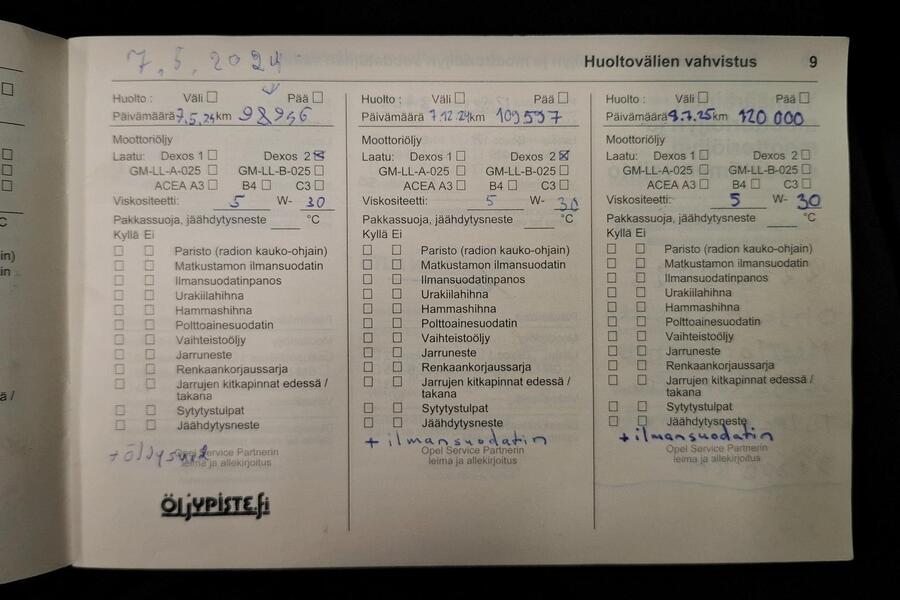 7.5.2024
Huoltovälien vahvistus 9
Huolto : Väli Pää
Päivämäärä 7.5.24 km 98946
Moottoriöljy
Laatu: Dexos 1 Dexos 2
GM-LL-A-025 GM-LL-B-025
ACEA A3 B4 C3
Viskositeetti: 5 W- 30
Pakkassuoja, jäähdytysneste °C
Kyllä Ei
Paristo (radion kauko-ohjain)
Matkustamon ilmansuodatin
Ilmansuodatinpanos
Urakiilahihna
Hammashihna
Polttoainesuodatin
Vaihteistoöljy
Jarruneste
Renkaankorjaussarja
Jarrujen kitkapinnat edessä /
takana
Sytytystulpat
Jäähdytysneste
Opel Service Partnerin
leima ja allekirjoitus
ÖLJYPISTE.fi
Huolto : Väli Pää
Päivämäärä 7.12.24 km 109597
Moottoriöljy
Laatu: Dexos 1 Dexos 2
GM-LL-A-025 GM-LL-B-025
ACEA A3 B4 C3
Viskositeetti: 5 W- 30
Pakkassuoja, jäähdytysneste °C
Kyllä Ei
Paristo (radion kauko-ohjain)
Matkustamon ilmansuodatin
Ilmansuodatinpanos
Urakiilahihna
Hammashihna
Polttoainesuodatin
Vaihteistoöljy
Jarruneste
Renkaankorjaussarja
Jarrujen kitkapinnat edessä /
takana
Sytytystulpat
Jäähdytysneste
+ ilmansuodatin
Opel Service Partnerin
leima ja allekirjoitus
Huolto : Väli Pää
Päivämäärä 9.7.25 km 120 000
Moottoriöljy
Laatu: Dexos 1 Dexos 2
GM-LL-A-025 GM-LL-B-025
ACEA A3 B4 C3
Viskositeetti: 5 W- 30
Pakkassuoja, jäähdytysneste °C
Kyllä Ei
Paristo (radion kauko-ohjain)
Matkustamon ilmansuodatin
Ilmansuodatinpanos
Urakiilahihna
Hammashihna
Polttoainesuodatin
Vaihteistoöljy
Jarruneste
Renkaankorjaussarja
Jarrujen kitkapinnat edessä /
takana
Sytytystulpat
Jäähdytysneste
+ ilmansuodatin
Opel Service Partnerin
leima ja allekirjoitus